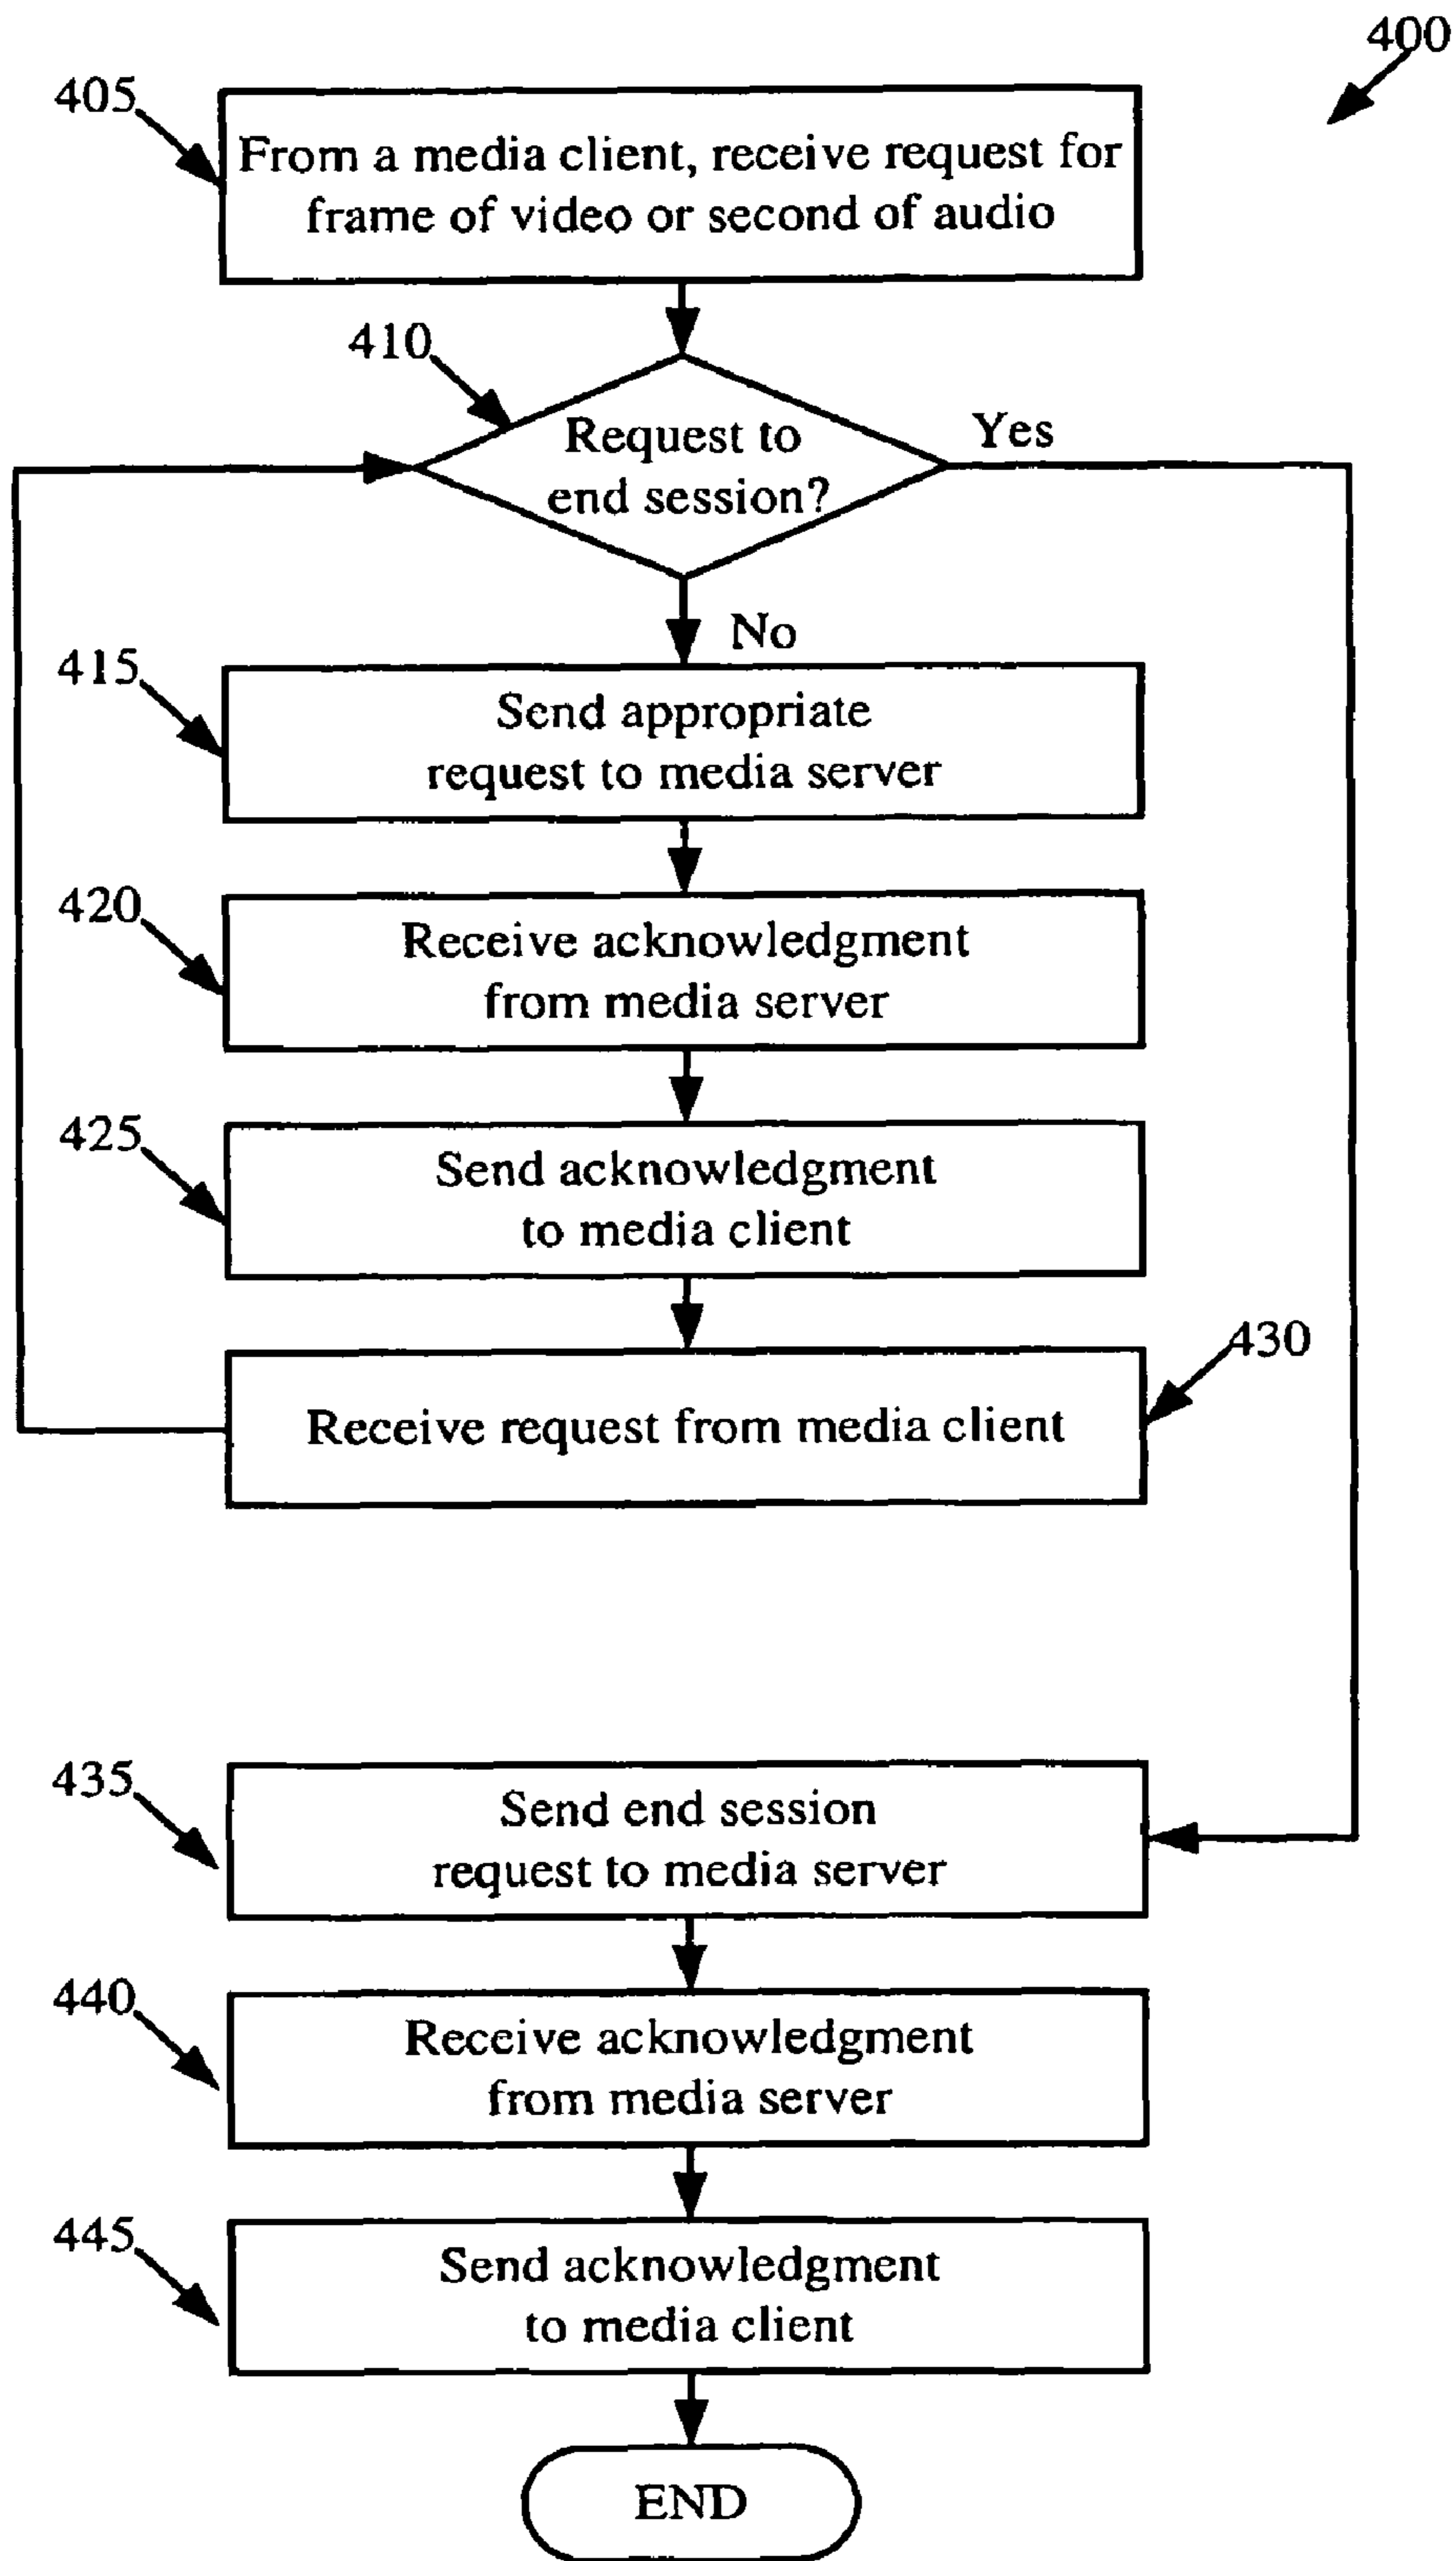 400
405
From a media client, receive request for
frame of video or second of audio
410
Request to
end session?
Yes
No
415
Send appropriate
request to media server
420
Receive acknowledgment
from media server
425
Send acknowledgment
to media client
430
Receive request from media client
435
Send end session
request to media server
440
Receive acknowledgment
from media server
445
Send acknowledgment
to media client
END